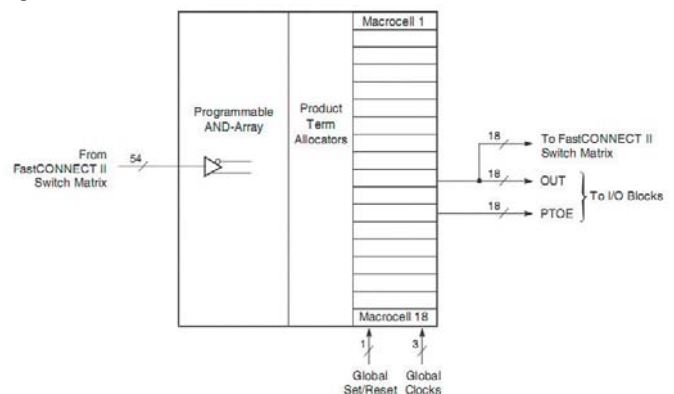 Macrocell 1
Programmable
AND-Array
Product
Term
Allocators
From
FastCONNECT II
Switch Matrix
54
18
To FastCONNECT II
Switch Matrix
18
OUT
To I/O Blocks
18
PTOE
Macrocell 18
1
3
Global
Set/Reset
Global
Clocks